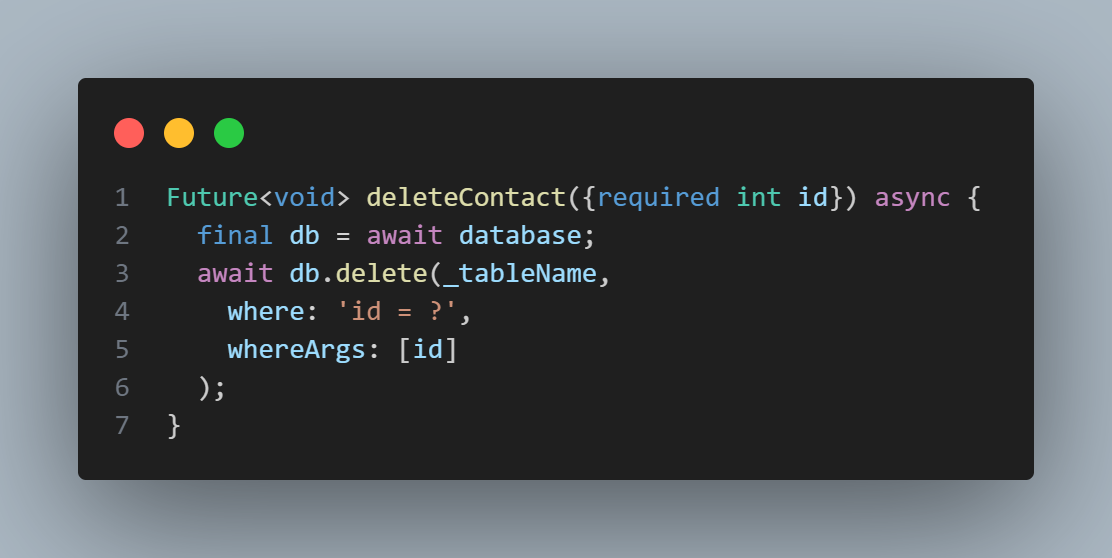 1 Future<void> deleteContact({required int id}) async {
2 final db = await database;
3 await db.delete(_tableName,
4 where: 'id = ?',
5 whereArgs: [id]
6 );
7 }